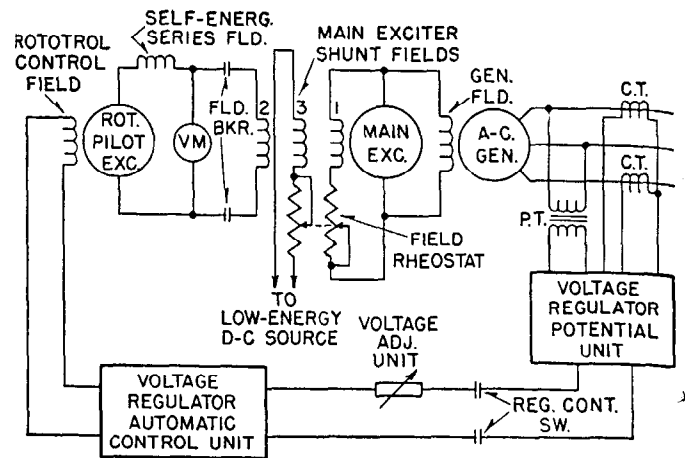 SELF-ENERG.
SERIES FLD.
ROTOTROL
CONTROL
FIELD
MAIN EXCITER
SHUNT FIELDS
GEN.
FLD.
C.T.
FLD.
BKR.
2
3
1
ROT.
PILOT
EXC.
VM
MAIN
EXC.
A-C.
GEN.
C.T.
P.T.
FIELD
RHEOSTAT
TO
LOW-ENERGY
D-C SOURCE
VOLTAGE
ADJ.
UNIT
VOLTAGE
REGULATOR
POTENTIAL
UNIT
VOLTAGE
REGULATOR
AUTOMATIC
CONTROL UNIT
REG. CONT.
SW.